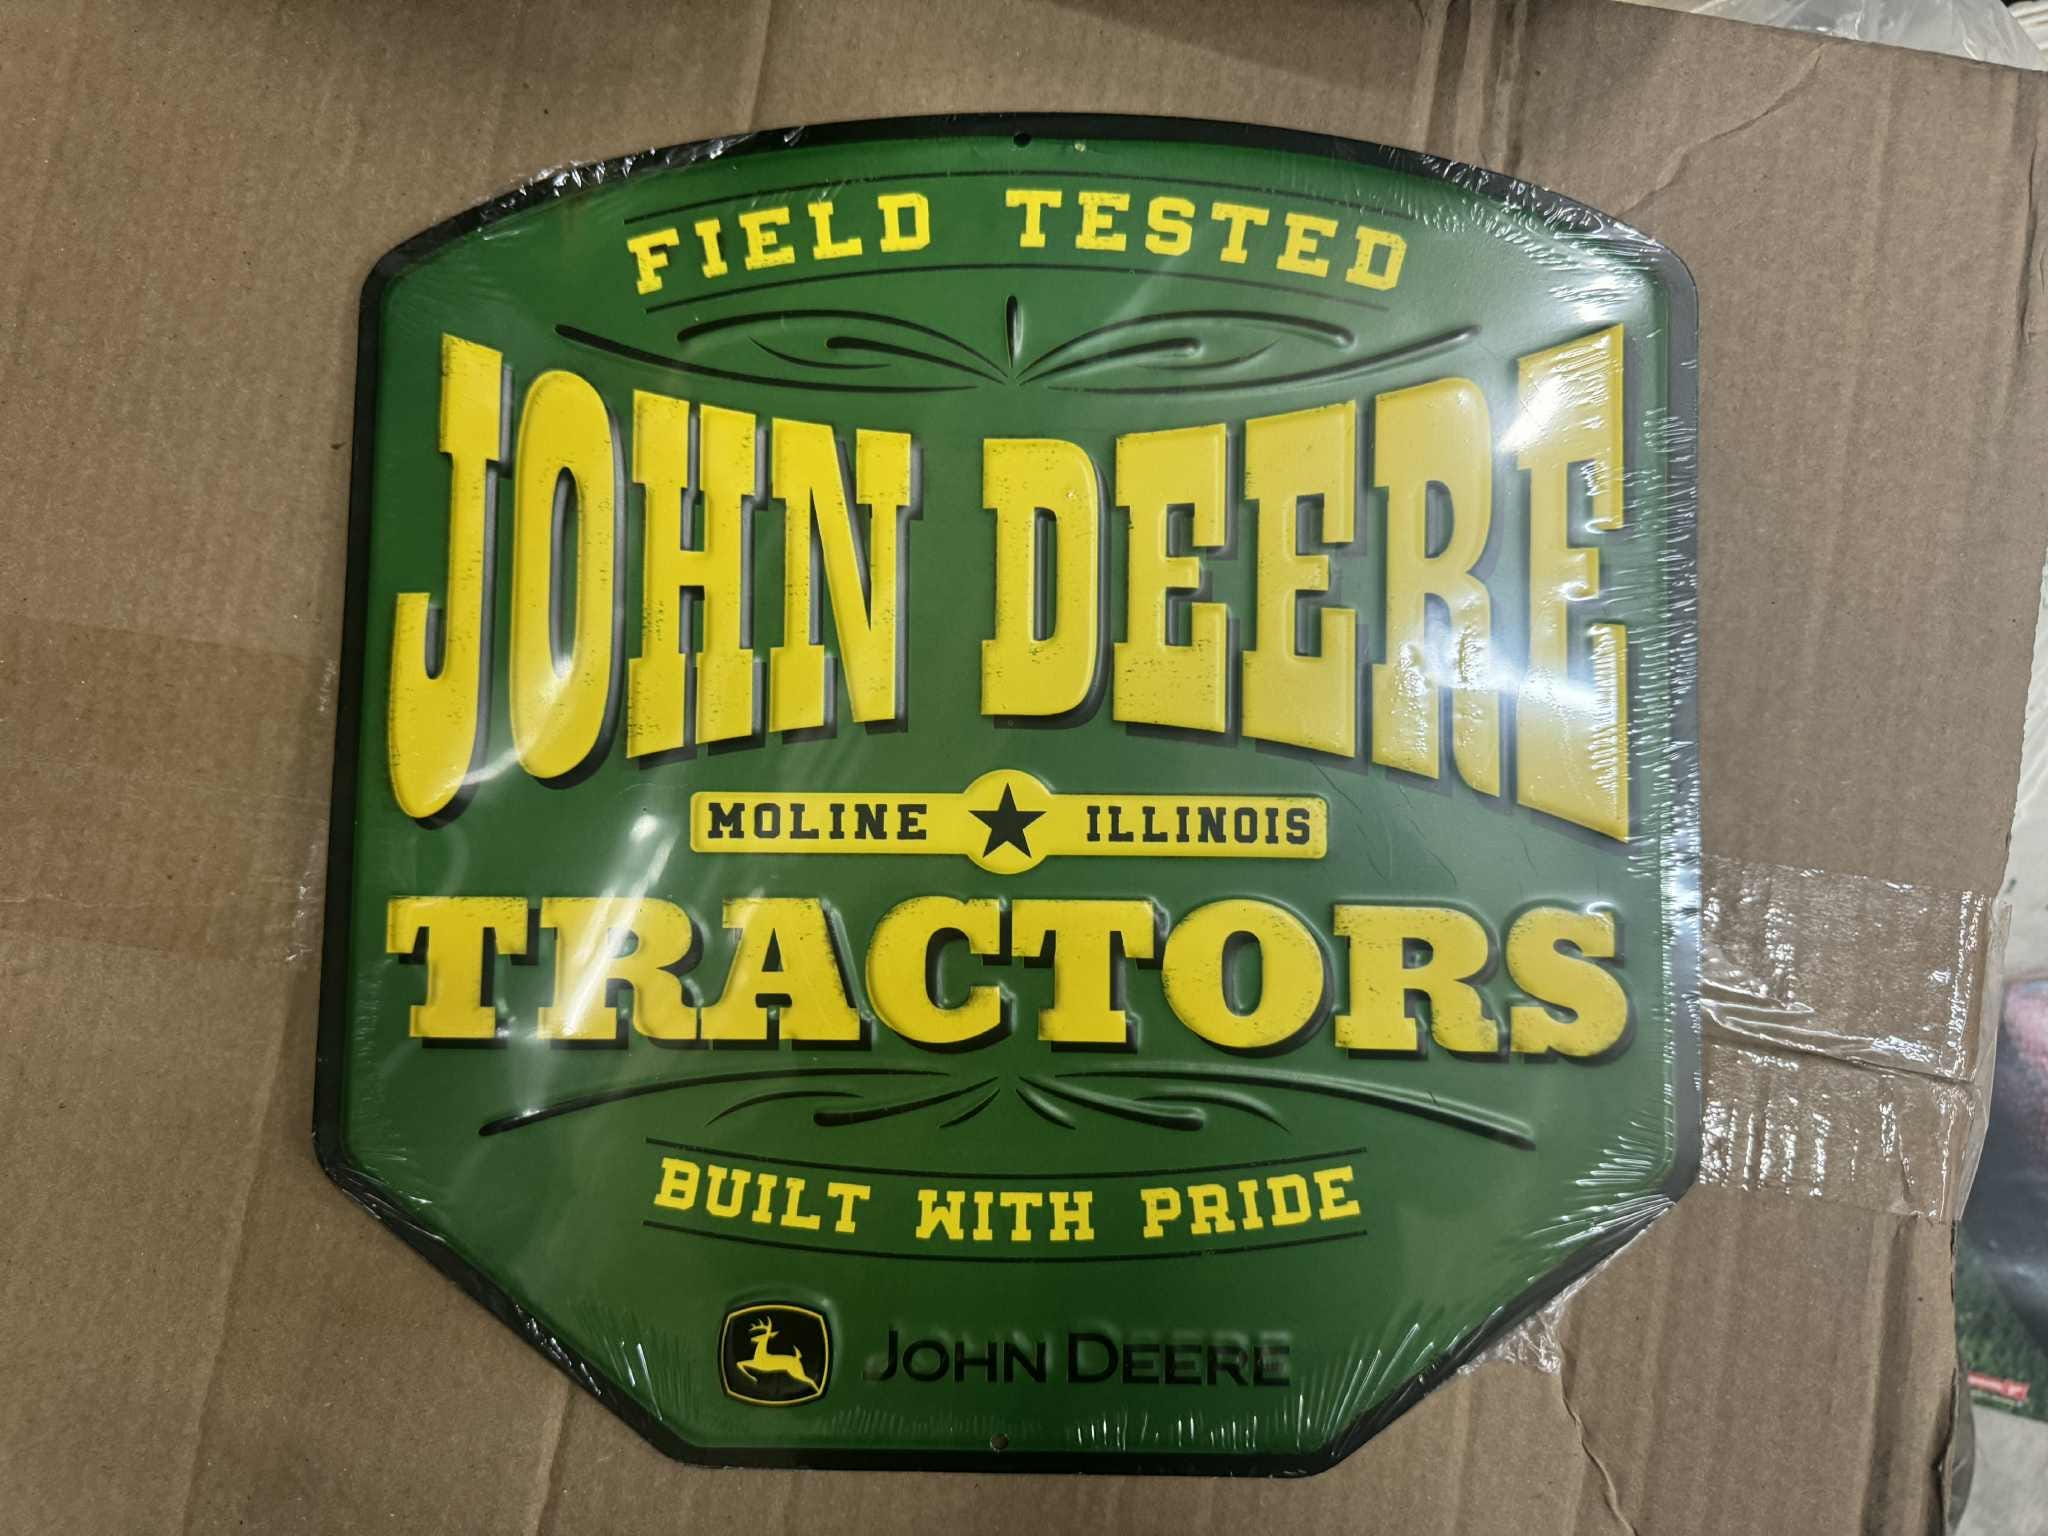 FIELD TESTED
JOHN DEERE
MOLINE ILLINOIS
TRACTORS
BUILT WITH PRIDE
JOHN DEERE